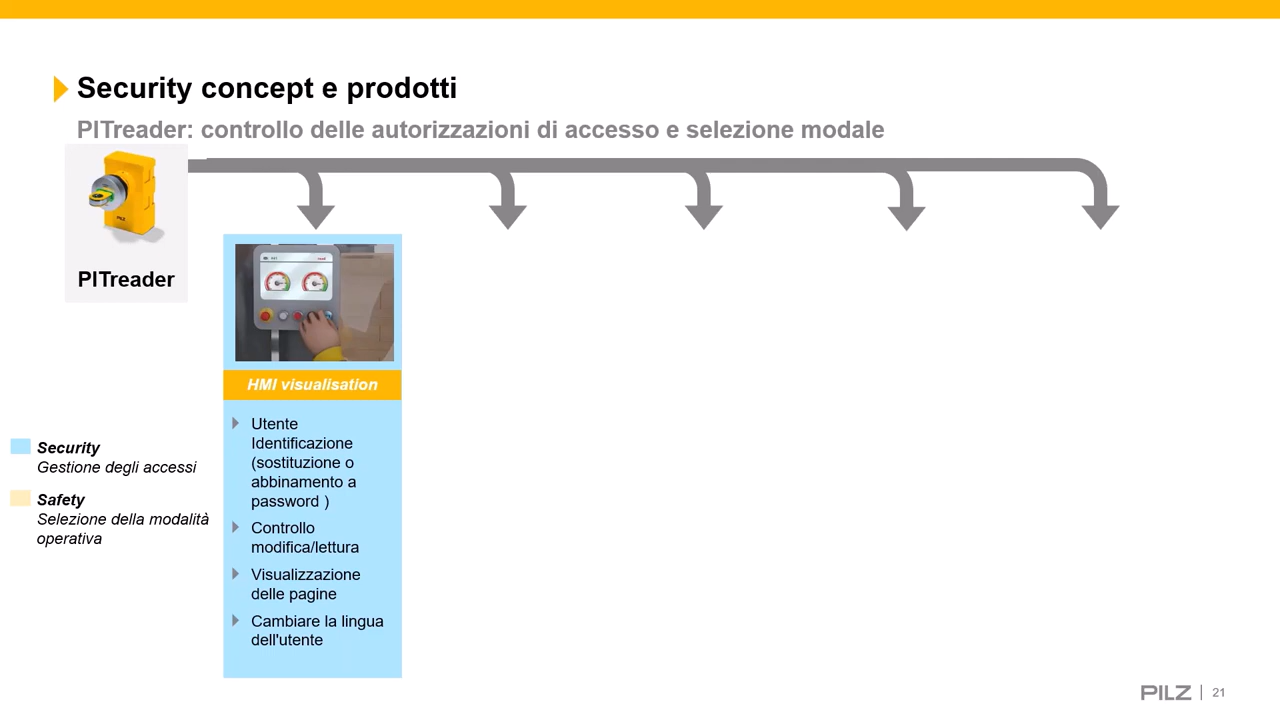 Security concept e prodotti
PITreader: controllo delle autorizzazioni di accesso e selezione modale
PILZ
PITreader
HMI visualisation
Utente
Identificazione
(sostituzione o
abbinamento a
password )
Controllo
modifica/lettura
Visualizzazione
delle pagine
Cambiare la lingua
dell'utente
Security
Gestione degli accessi
Safety
Selezione della modalità
operativa
PILZ | 21